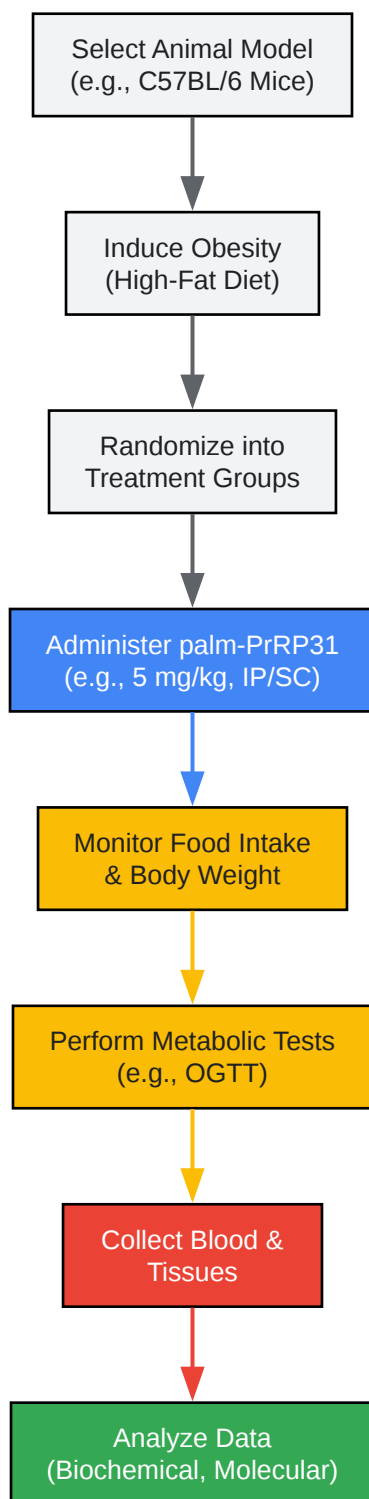 Select Animal Model
(e.g., C57BL/6 Mice)
Induce Obesity
(High-Fat Diet)
Randomize into
Treatment Groups
Administer palm-PrRP31
(e.g., 5 mg/kg, IP/SC)
Monitor Food Intake
& Body Weight
Perform Metabolic Tests
(e.g., OGTT)
Collect Blood &
Tissues
Analyze Data
(Biochemical, Molecular)